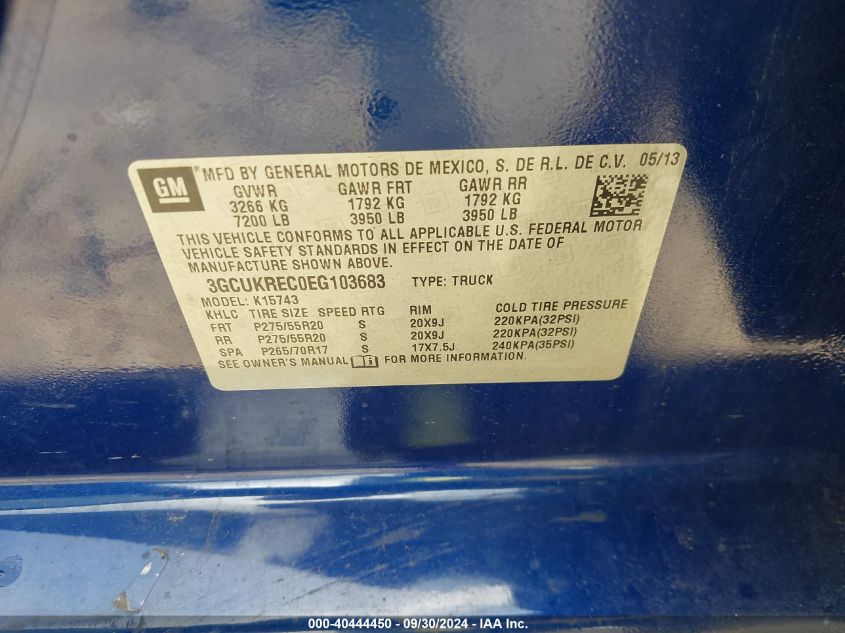 GM
MFD BY GENERAL MOTORS DE MEXICO, S. DE R.L. DE C.V. 05/13
GVWR GAWR FRT GAWR RR
3266 KG 1792 KG 1792 KG
7200 LB 3950 LB 3950 LB
THIS VEHICLE CONFORMS TO ALL APPLICABLE U.S. FEDERAL MOTOR
VEHICLE SAFETY STANDARDS IN EFFECT ON THE DATE OF
MANUFACTURE SHOWN ABOVE.
3GCUKREC0EG103683 TYPE: TRUCK
MODEL: K15743
KHLC TIRE SIZE SPEED RTG RIM COLD TIRE PRESSURE
FRT P275/55R20 S 20X9J 220KPA(32PSI)
RR P275/55R20 S 20X9J 220KPA(32PSI)
SPA P265/70R17 S 17X7.5J 240KPA(35PSI)
SEE OWNER'S MANUAL FOR MORE INFORMATION.
000-40444450 - 09/30/2024 - IAA Inc.